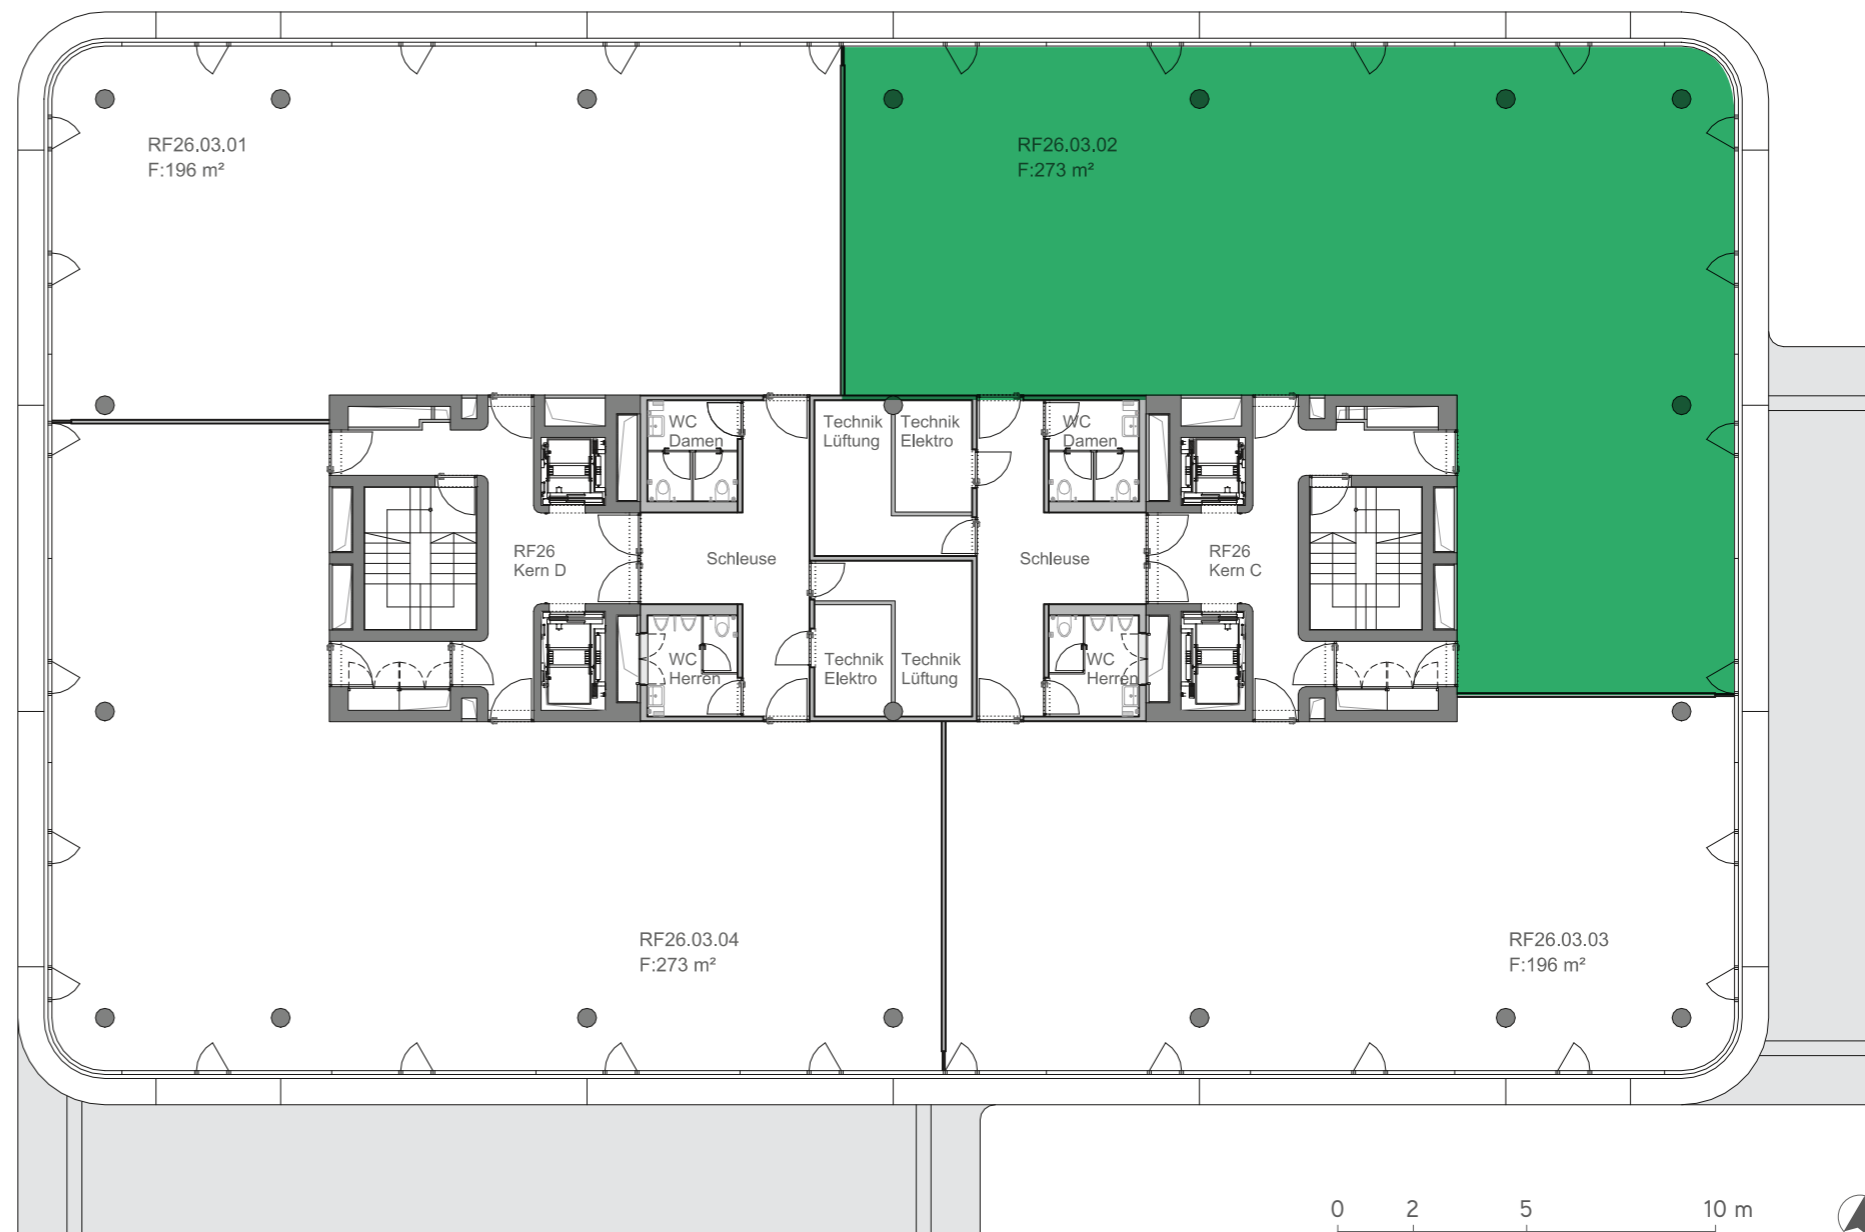 RF26.03.01
F:196 m²
RF26.03.02
F:273 m²
WC
Damen
Technik
Lüftung
Technik
Elektro
WC
Damen
RF26
Kern D
Schleuse
Schleuse
RF26
Kern C
WC
Herren
Technik
Elektro
Technik
Lüftung
WC
Herren
RF26.03.04
F:273 m²
RF26.03.03
F:196 m²
0 2 5 10 m